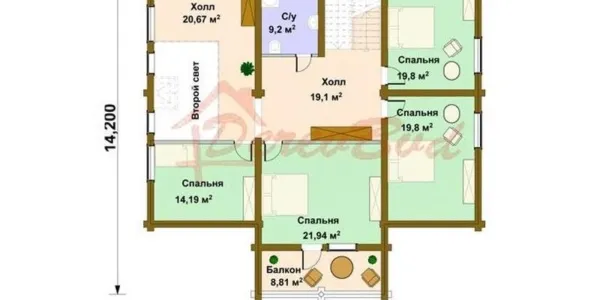 Холл
20,67 м²
С/у
9,2 м²
Спальня
19,8 м²
Второй свет
Холл
19,1 м²
Спальня
19,8 м²
14,200
ДачаВоd
Спальня
14,19 м²
Спальня
21,94 м²
Балкон
8,81 м²